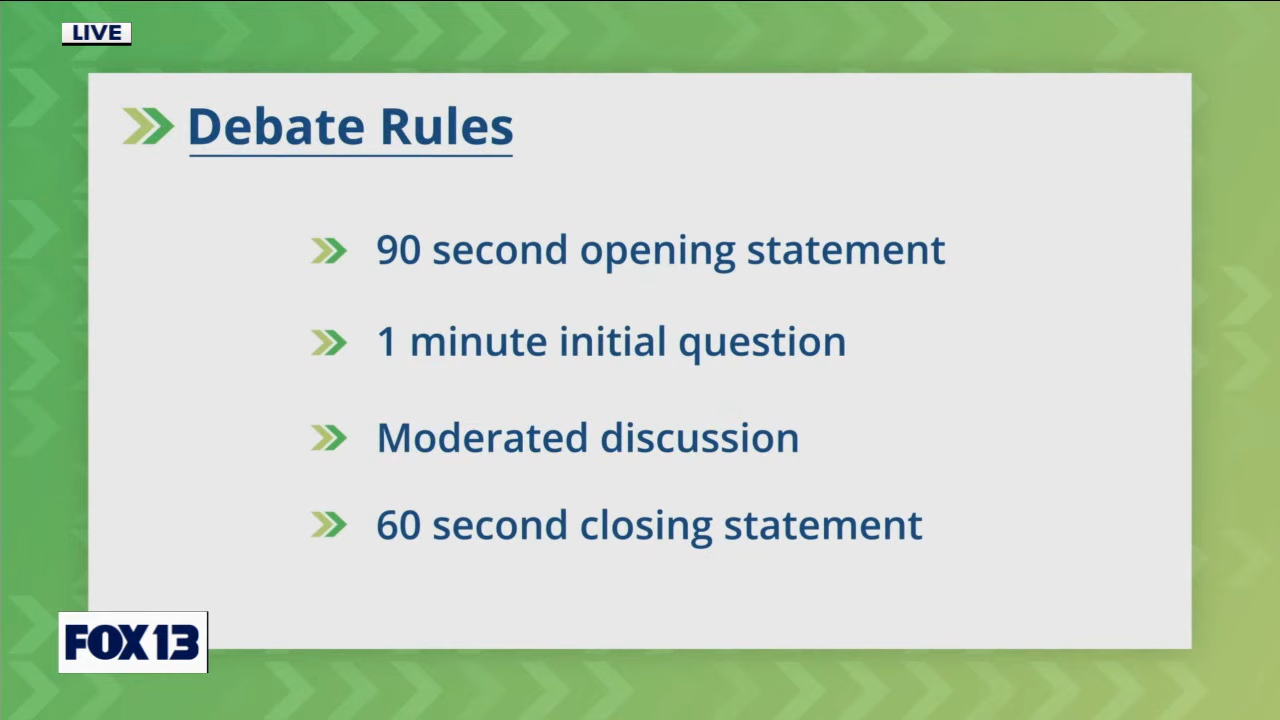 LIVE
Debate Rules
90 second opening statement
1 minute initial question
Moderated discussion
60 second closing statement
FOX 13